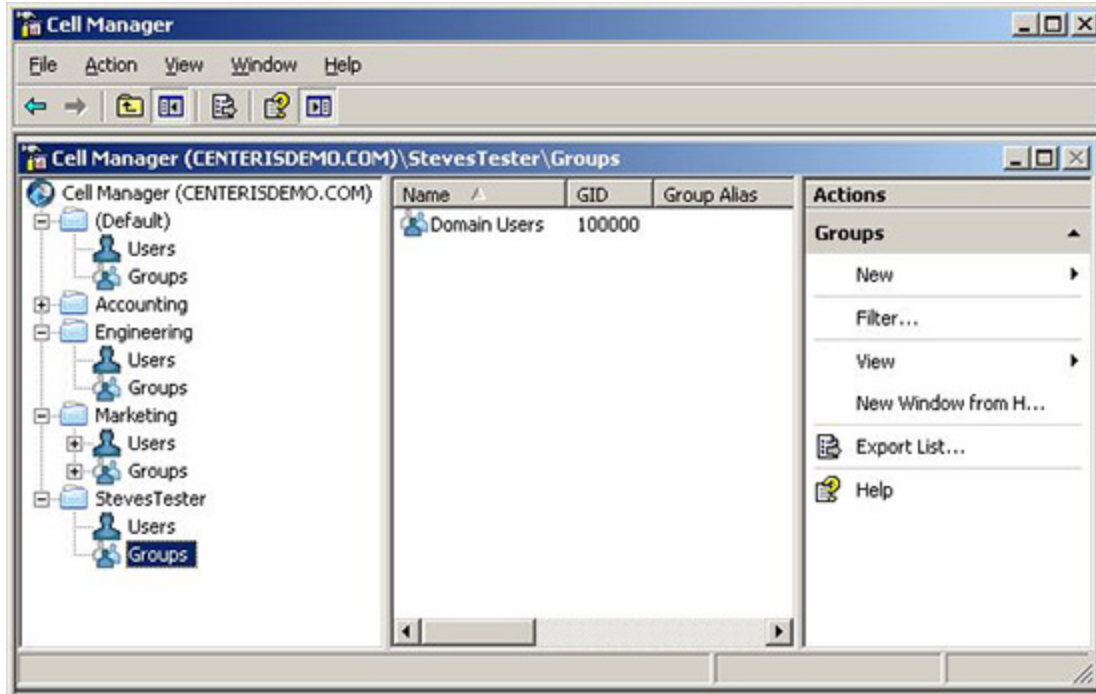 Cell Manager
File Action View Window Help
Cell Manager (CENTERISDEMO.COM)\StevesTester\Groups
Cell Manager (CENTERISDEMO.COM)
(Default)
Users
Groups
Accounting
Engineering
Users
Groups
Marketing
Users
Groups
StevesTester
Users
Groups
Name GID Group Alias
Domain Users 100000
Actions
Groups
New
Filter...
View
New Window from H...
Export List...
Help